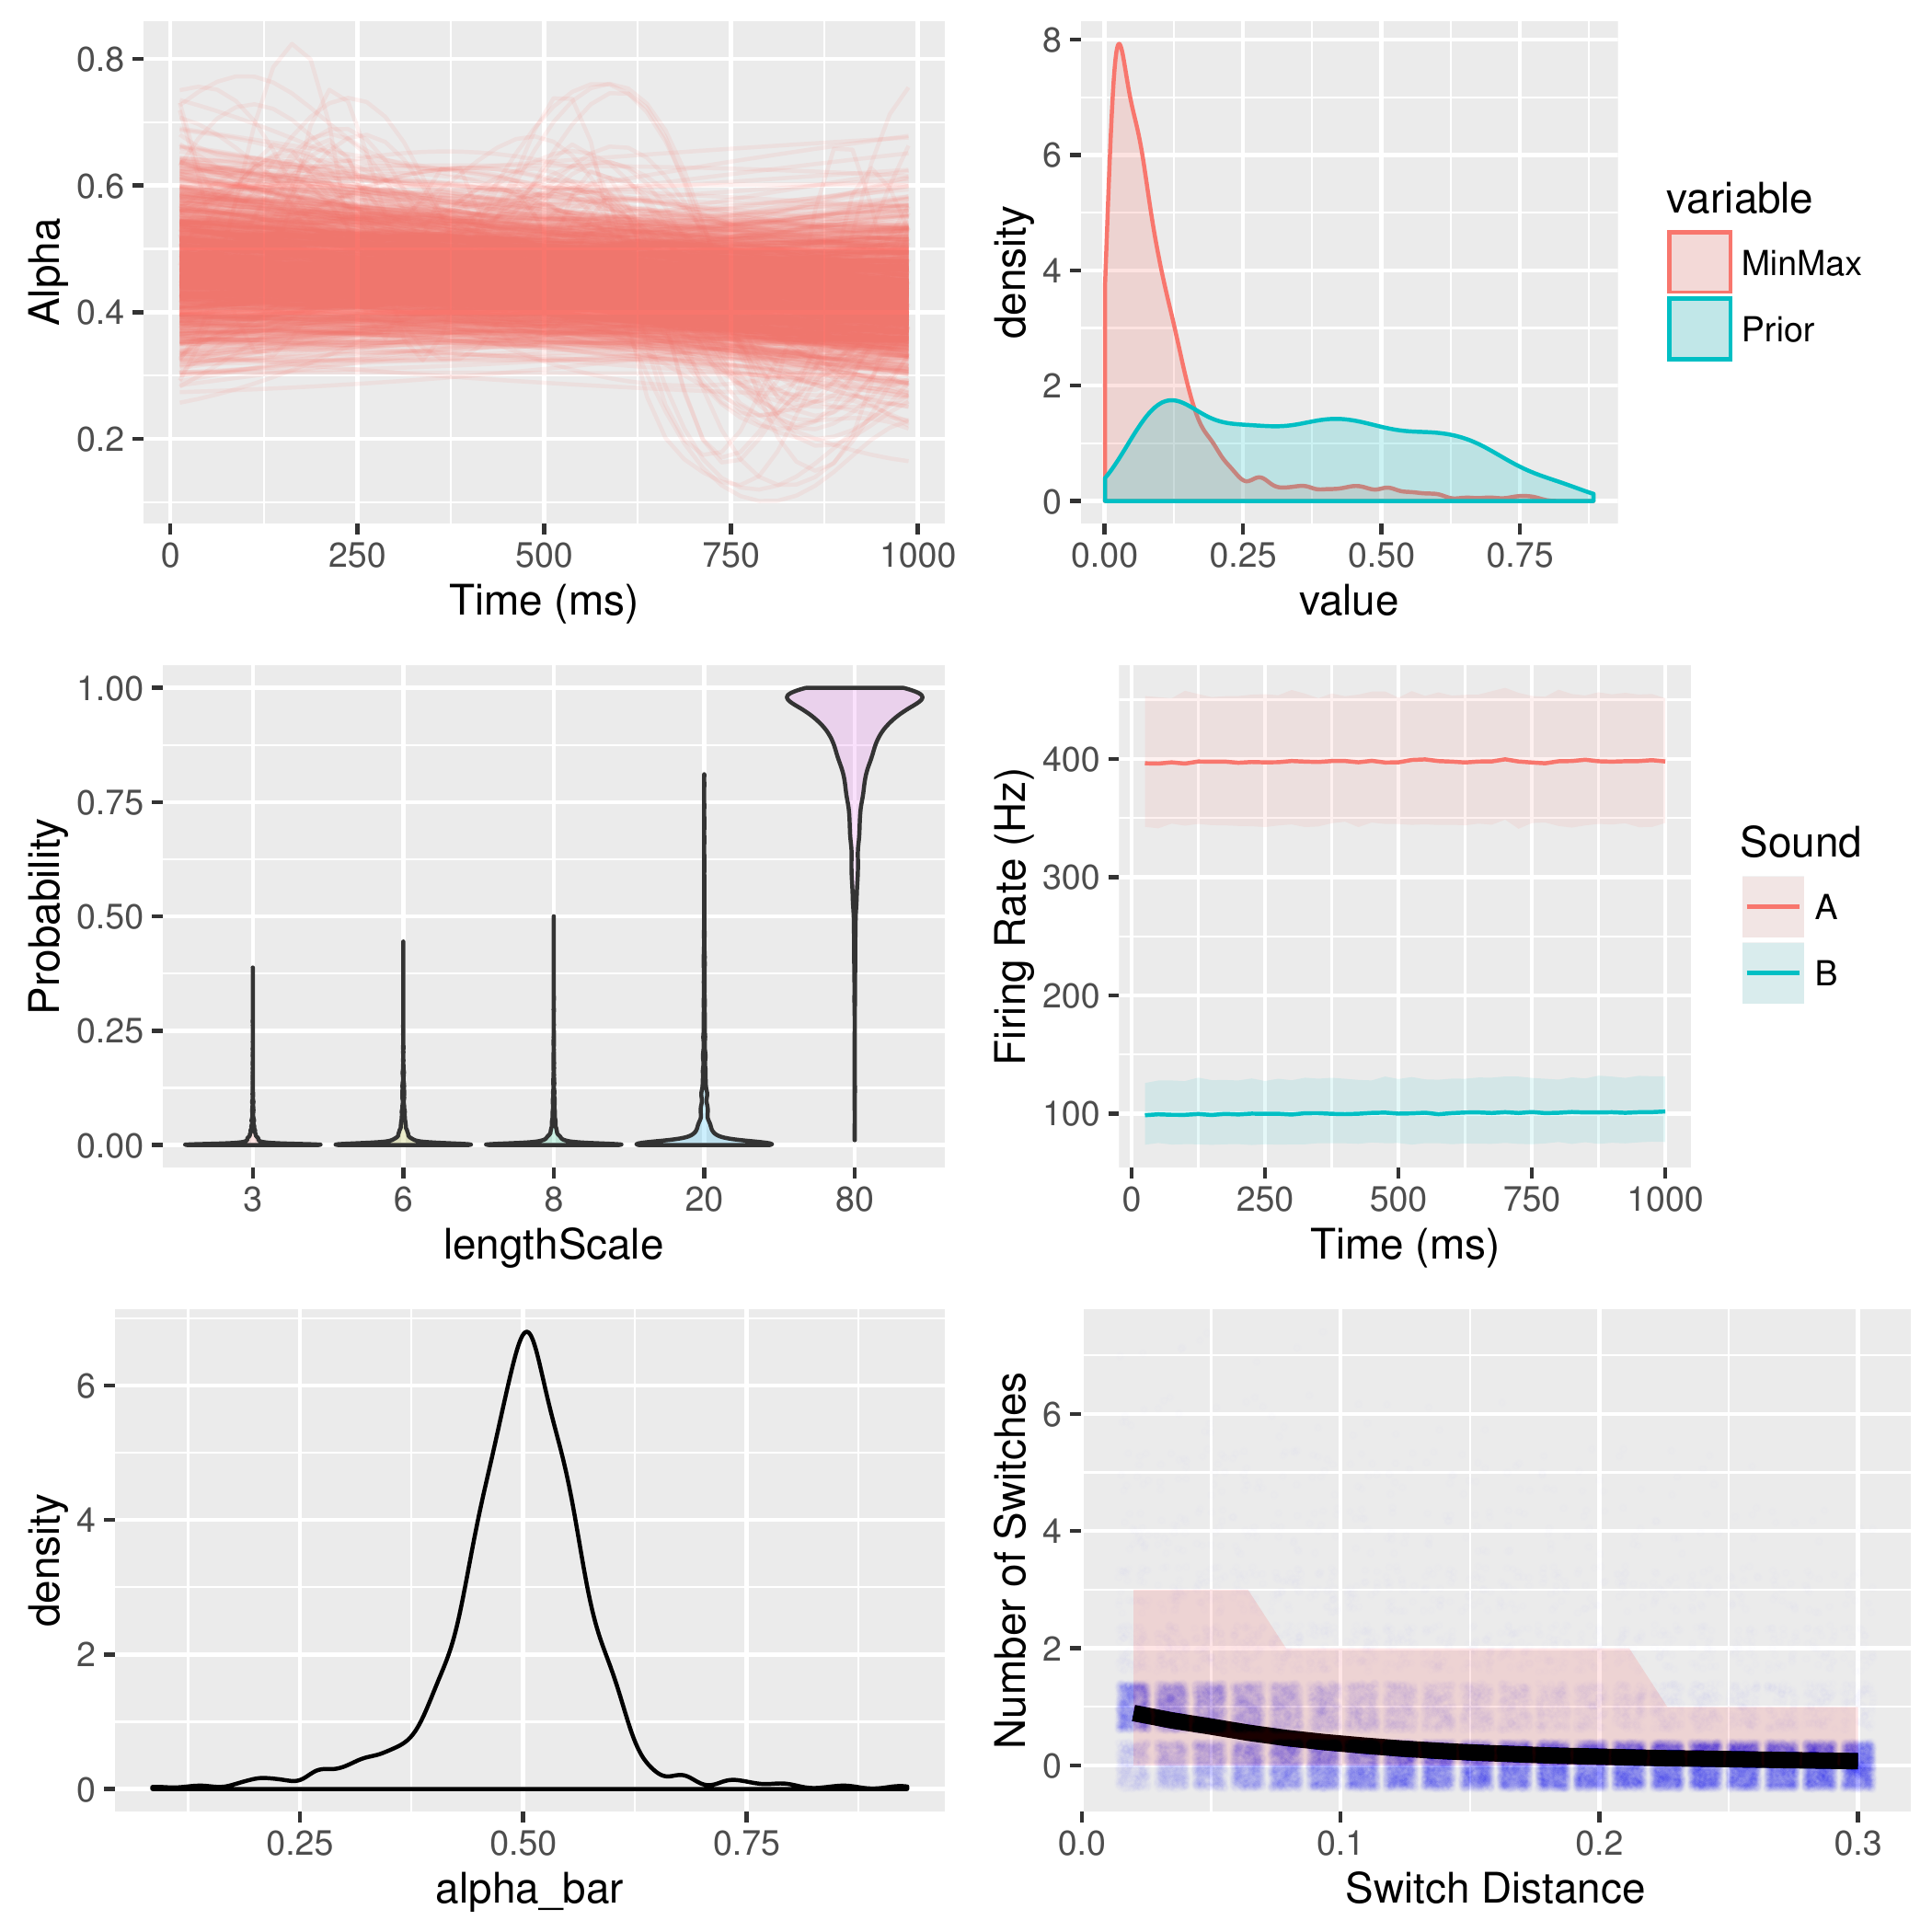 0.8
0.6
0.4
0.2
Alpha
0
250
500
750
1000
Time (ms)
8
6
4
2
0
density
0.00
0.25
0.50
0.75
value
variable
MinMax
Prior
1.00
0.75
0.50
0.25
0.00
Probability
3
6
8
20
80
lengthScale
400
300
200
100
Firing Rate (Hz)
0
250
500
750
1000
Time (ms)
Sound
A
B
6
4
2
0
density
0.25
0.50
0.75
alpha_bar
6
4
2
0
Number of Switches
0.0
0.1
0.2
0.3
Switch Distance